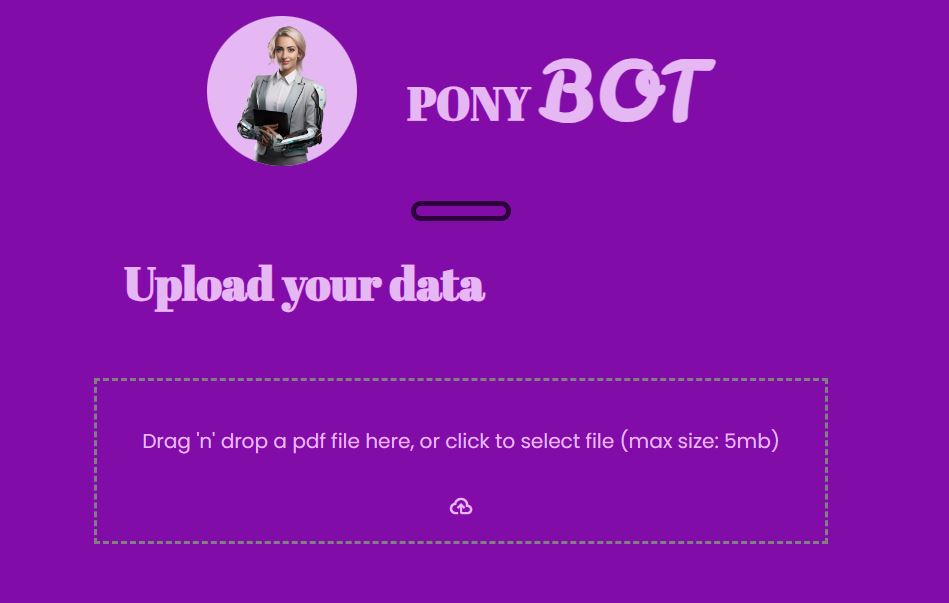 PONY BOT
Upload your data
Drag 'n' drop a pdf file here, or click to select file (max size: 5mb)